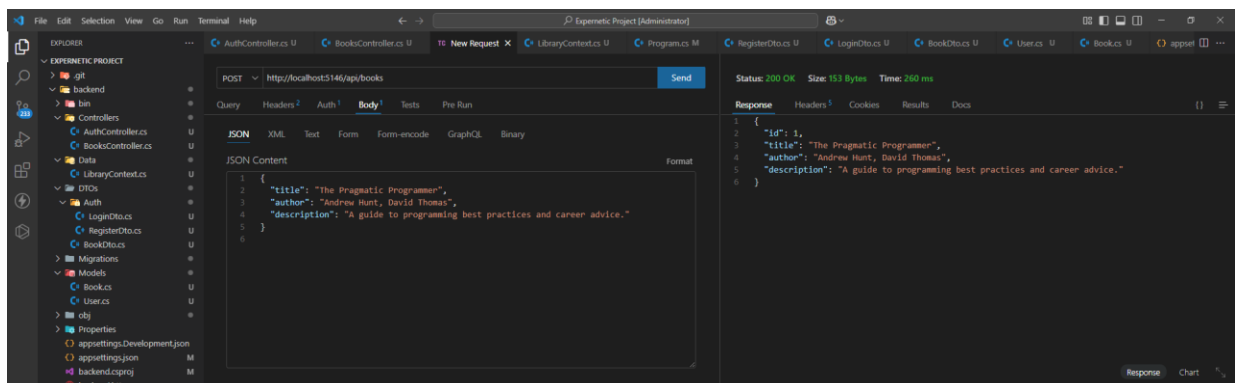 File Edit Selection View Go Run Terminal Help
Expernetic Project [Administrator]
EXPLORER
AuthController.cs U
BooksController.cs U
TC New Request
LibraryContext.cs U
Program.cs M
RegisterDto.cs U
LoginDto.cs U
BookDto.cs U
User.cs U
Book.cs U
appset
EXPERNETIC PROJECT
.git
backend
bin
Controllers
AuthController.cs U
BooksController.cs U
Data
LibraryContext.cs U
DTOs
Auth
LoginDto.cs U
RegisterDto.cs U
BookDto.cs U
Migrations
Models
Book.cs U
User.cs U
obj
Properties
appsettings.Development.json
appsettings.json M
backend.csproj M
POST http://localhost:5146/api/books Send
Query Headers 2 Auth 1 Body 1 Tests Pre Run
JSON XML Text Form Form-encode GraphQL Binary
JSON Content Format
1 {
2 "title": "The Pragmatic Programmer",
3 "author": "Andrew Hunt, David Thomas",
4 "description": "A guide to programming best practices and career advice."
5 }
6
Status: 200 OK Size: 153 Bytes Time: 260 ms
Response Headers 5 Cookies Results Docs
1 {
2 "id": 1,
3 "title": "The Pragmatic Programmer",
4 "author": "Andrew Hunt, David Thomas",
5 "description": "A guide to programming best practices and career advice."
6 }
Response Chart